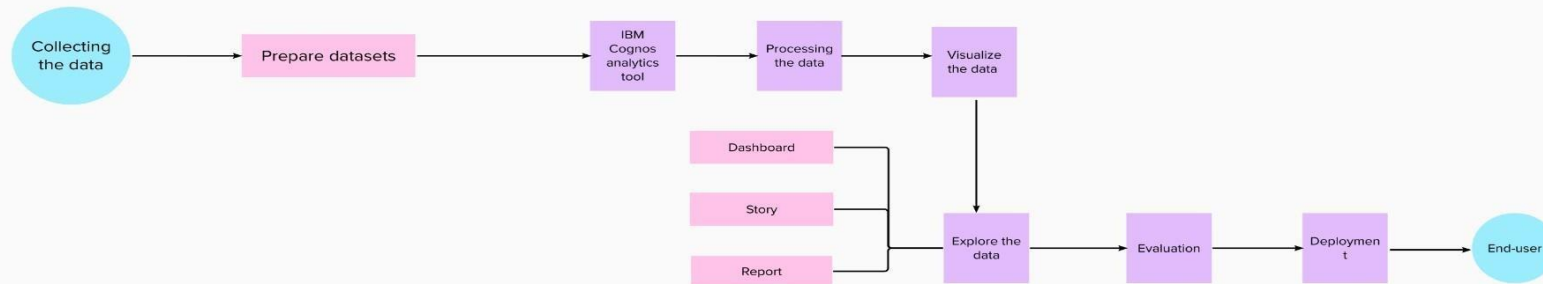 Collecting
the data
Prepare datasets
IBM
Cognos
analytics
tool
Processing
the data
Visualize
the data
Dashboard
Story
Report
Explore the
data
Evaluation
Deploymen
t
End-user